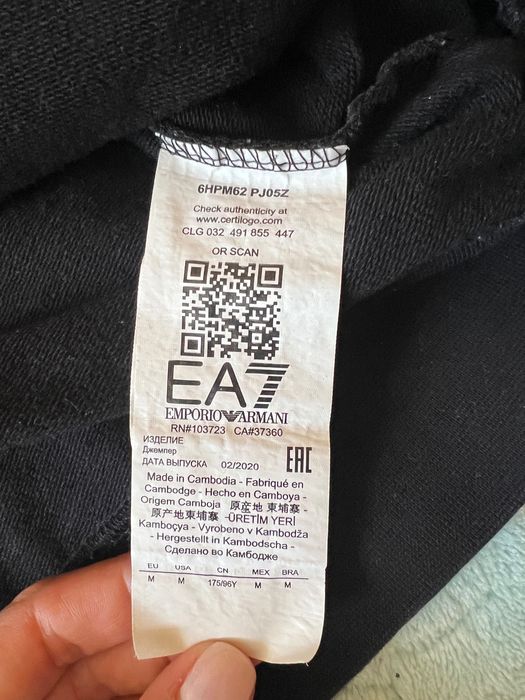 6HPM62 PJ05Z
Check authenticity at
www.certilogo.com
CLG 032 491 855 447
OR SCAN
EA7
EMPORIO ARMANI
RN#103723 CA#37360
ИЗДЕЛИЕ
Джемпер
ДАТА ВЫПУСКА 02/2020 EAC
Made in Cambodia - Fabriqué en
Cambodge - Hecho en Camboya -
Origem Camboja 原産地 東埔寨 -
原产地 柬埔寨 -ÜRETİM YERİ
Kamboçya - Vyrobeno v Kambodža
- Hergestellt in Kambodscha -
Сделано во Камбодже
EU USA CN MEX BRA
M M 175/96Y M M